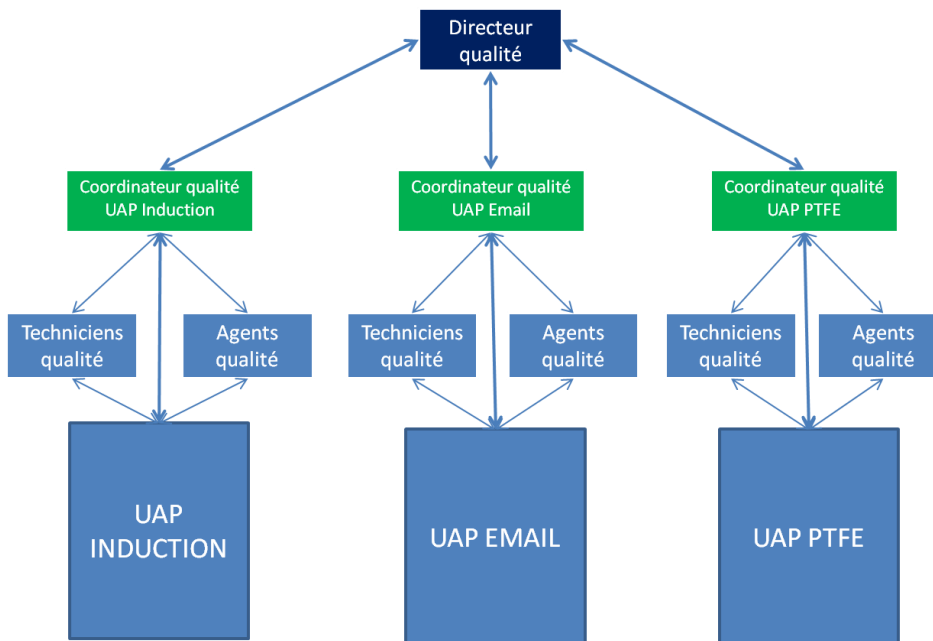 Directeur
qualité
Coordinateur qualité
UAP Induction
Coordinateur qualité
UAP Email
Coordinateur qualité
UAP PTFE
Techniciens
qualité
Agents
qualité
Techniciens
qualité
Agents
qualité
Techniciens
qualité
Agents
qualité
UAP
INDUCTION
UAP EMAIL
UAP PTFE